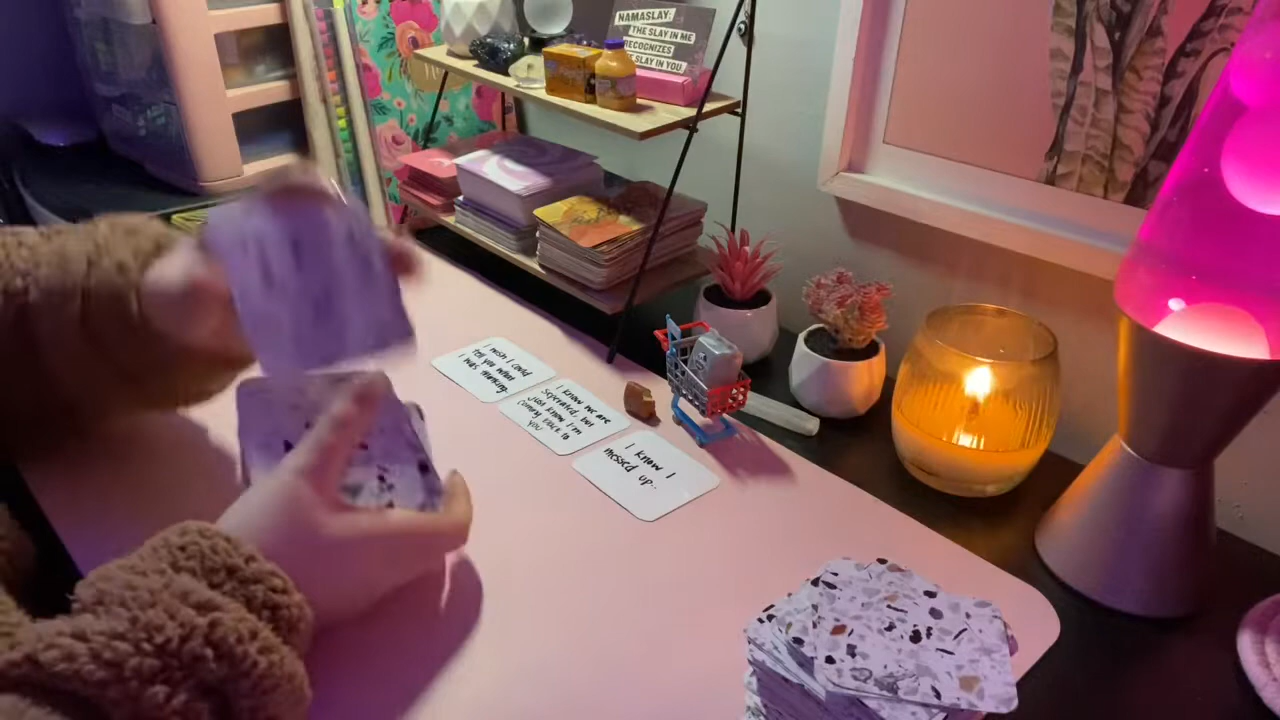 NAMASLAY:
THE SLAY IN ME
RECOGNIZES
THE SLAY IN YOU.
I wish I could
tell you what
I was thinking.
I know we are
seperated, but
just know I'm
coming back to
you
I know I
messed up..